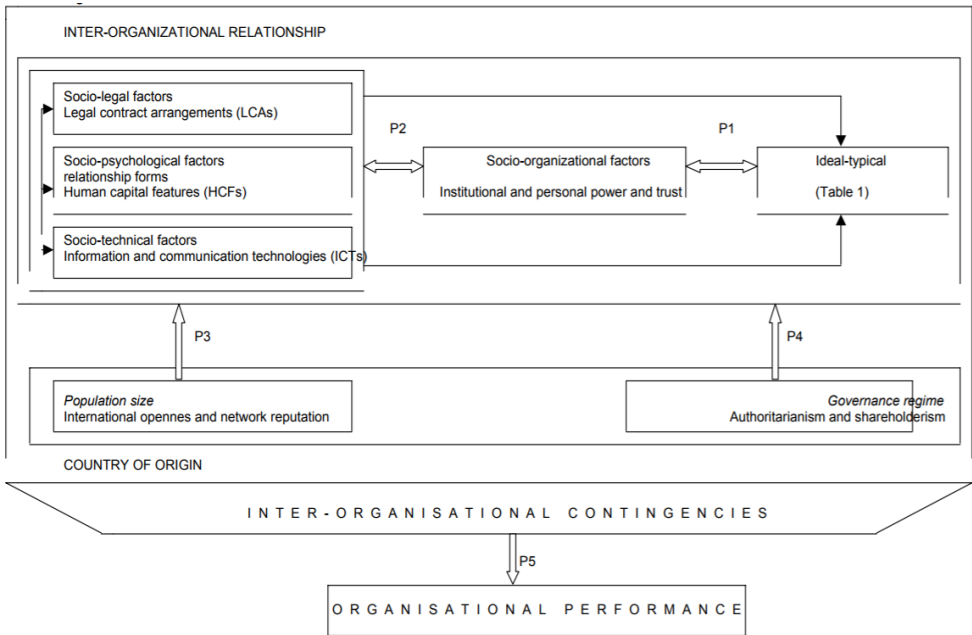 INTER-ORGANIZATIONAL RELATIONSHIP
Socio-legal factors
Legal contract arrangements (LCAs)
P2
P1
Socio-psychological factors
relationship forms
Human capital features (HCFs)
Socio-organizational factors
Institutional and personal power and trust
Ideal-typical
(Table 1)
Socio-technical factors
Information and communication technologies (ICTs)
P3
P4
Population size
International opennes and network reputation
Governance regime
Authoritarianism and shareholderism
COUNTRY OF ORIGIN
INTER-ORGANISATIONAL CONTINGENCIES
P5
ORGANISATIONAL PERFORMANCE